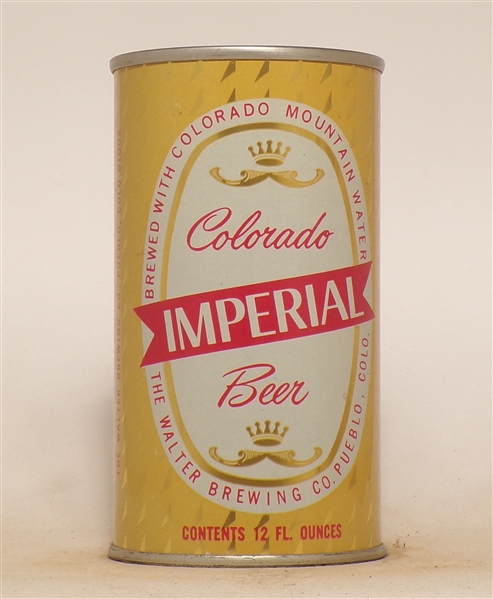 BREWED WITH COLORADO MOUNTAIN WATER
Colorado
IMPERIAL
Beer
THE WALTER BREWING CO. PUEBLO, COLO.
CONTENTS 12 FL. OUNCES